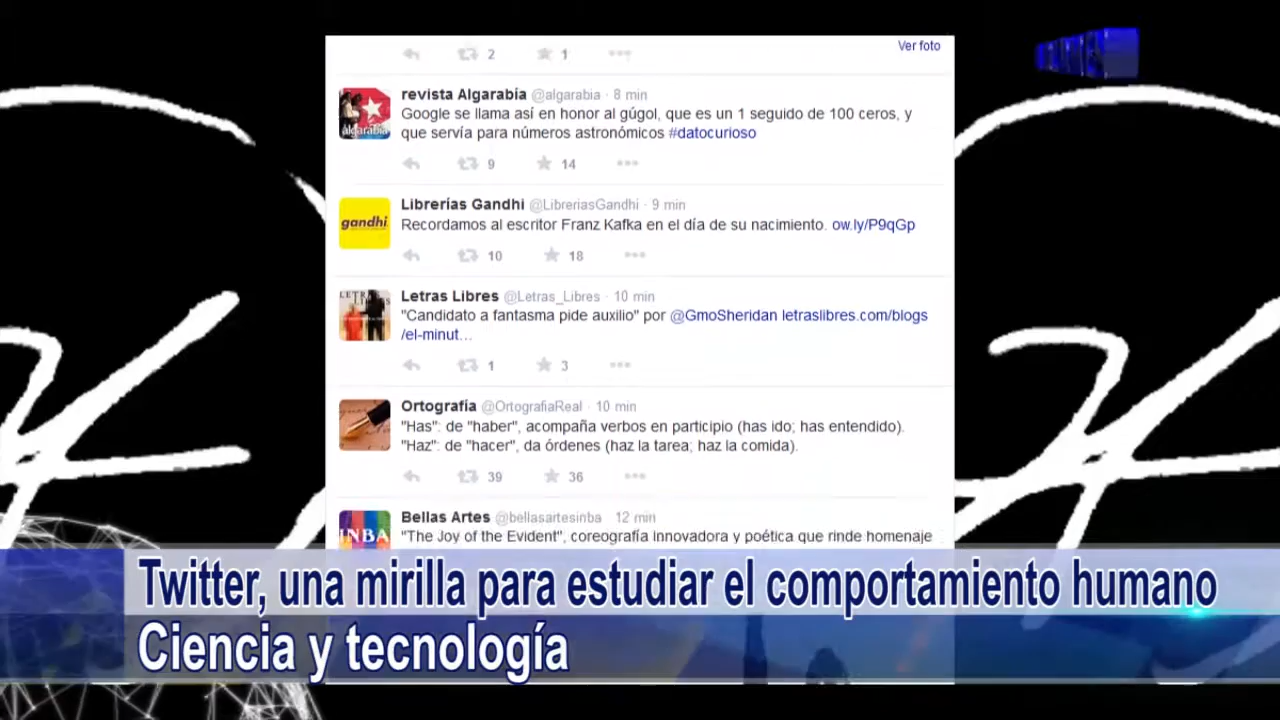 Ver foto
2 1
revista Algarabía @algarabia · 8 min
Google se llama así en honor al gúgol, que es un 1 seguido de 100 ceros, y
que servía para números astronómicos #datocurioso
algarabía
9 14
Librerías Gandhi @LibreriasGandhi · 9 min
gandhi
Recordamos al escritor Franz Kafka en el día de su nacimiento. ow.ly/P9qGp
10 18
Letras Libres @Letras_Libres · 10 min
"Candidato a fantasma pide auxilio" por @GmoSheridan letraslibres.com/blogs
/el-minut…
1 3
Ortografía @OrtografiaReal · 10 min
"Has": de "haber", acompaña verbos en participio (has ido; has entendido).
"Haz": de "hacer", da órdenes (haz la tarea; haz la comida).
39 36
Bellas Artes @bellasartesinba · 12 min
INBA
"The Joy of the Evident", coreografía innovadora y poética que rinde homenaje
Twitter, una mirilla para estudiar el comportamiento humano
Ciencia y tecnología